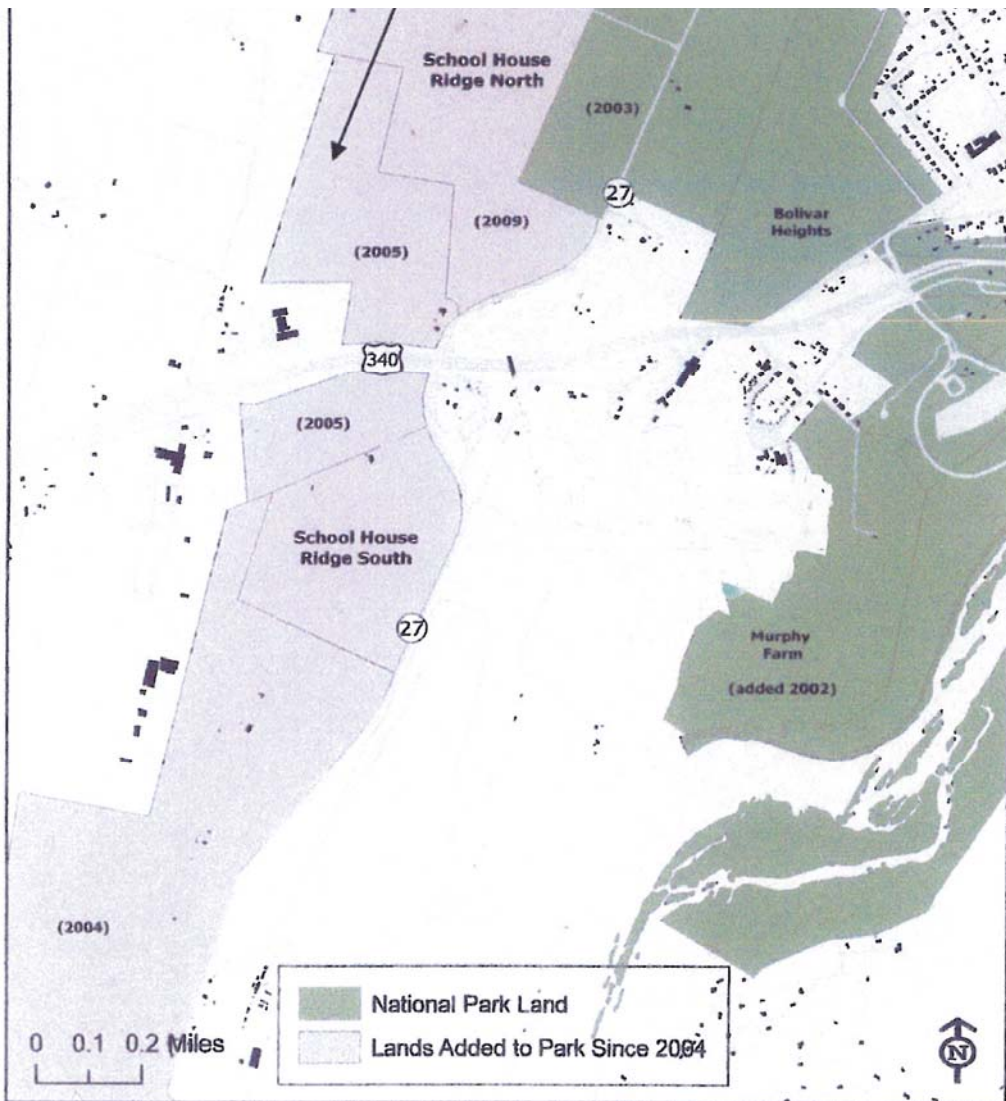 School House
Ridge North
(2003)
27
Bolivar
Heights
(2009)
(2005)
340
(2005)
School House
Ridge South
27
Murphy
Farm
(added 2002)
(2004)
National Park Land
Lands Added to Park Since 2004
0 0.1 0.2 Miles
N